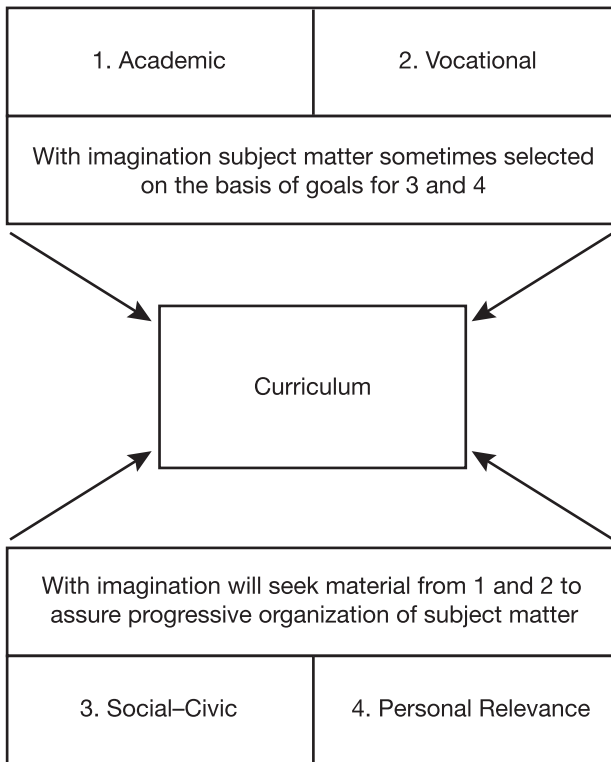 1. Academic
2. Vocational
With imagination subject matter sometimes selected
on the basis of goals for 3 and 4
Curriculum
With imagination will seek material from 1 and 2 to
assure progressive organization of subject matter
3. Social–Civic
4. Personal Relevance